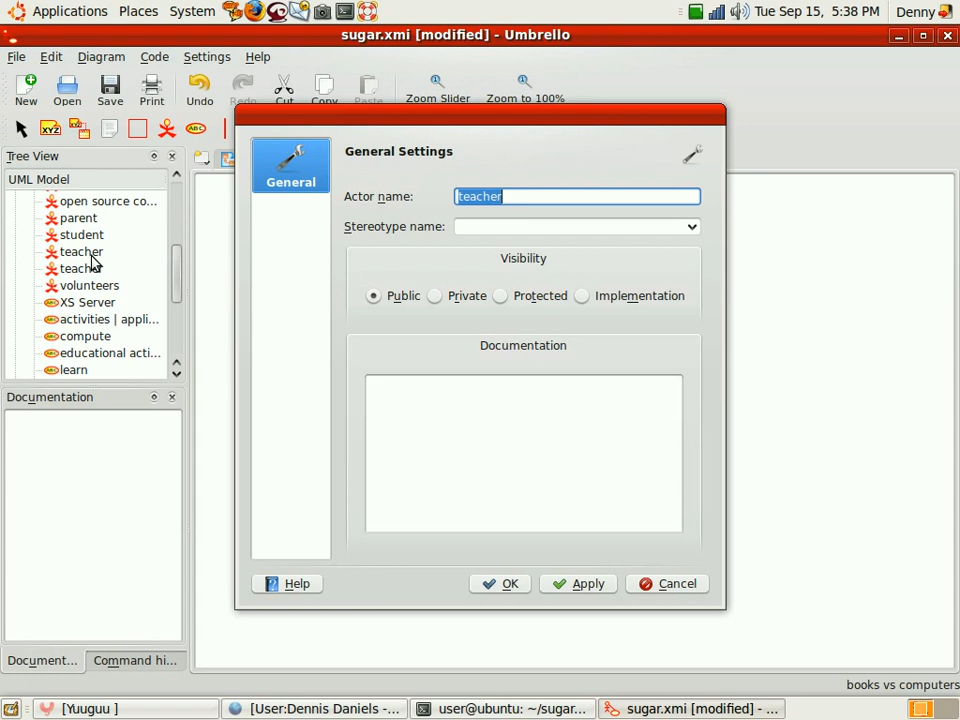 Applications Places System Tue Sep 15, 5:38 PM Denny
sugar.xmi [modified] - Umbrello
File Edit Diagram Code Settings Help
New Open Save Print Undo Redo Cut Copy Paste Zoom Slider Zoom to 100%
XYZ ABC
Tree View
UML Model
open source co...
parent
student
teacher
volunteers
XS Server
activities | appli...
compute
educational acti...
learn
Documentation
Document... Command hi...
General
General Settings
Actor name: teacher
Stereotype name:
Visibility
Public Private Protected Implementation
Documentation
Help OK Apply Cancel
books vs computers
[Yuuguu ] [User:Dennis Daniels -... user@ubuntu: ~/sugar... sugar.xmi [modified] - ...